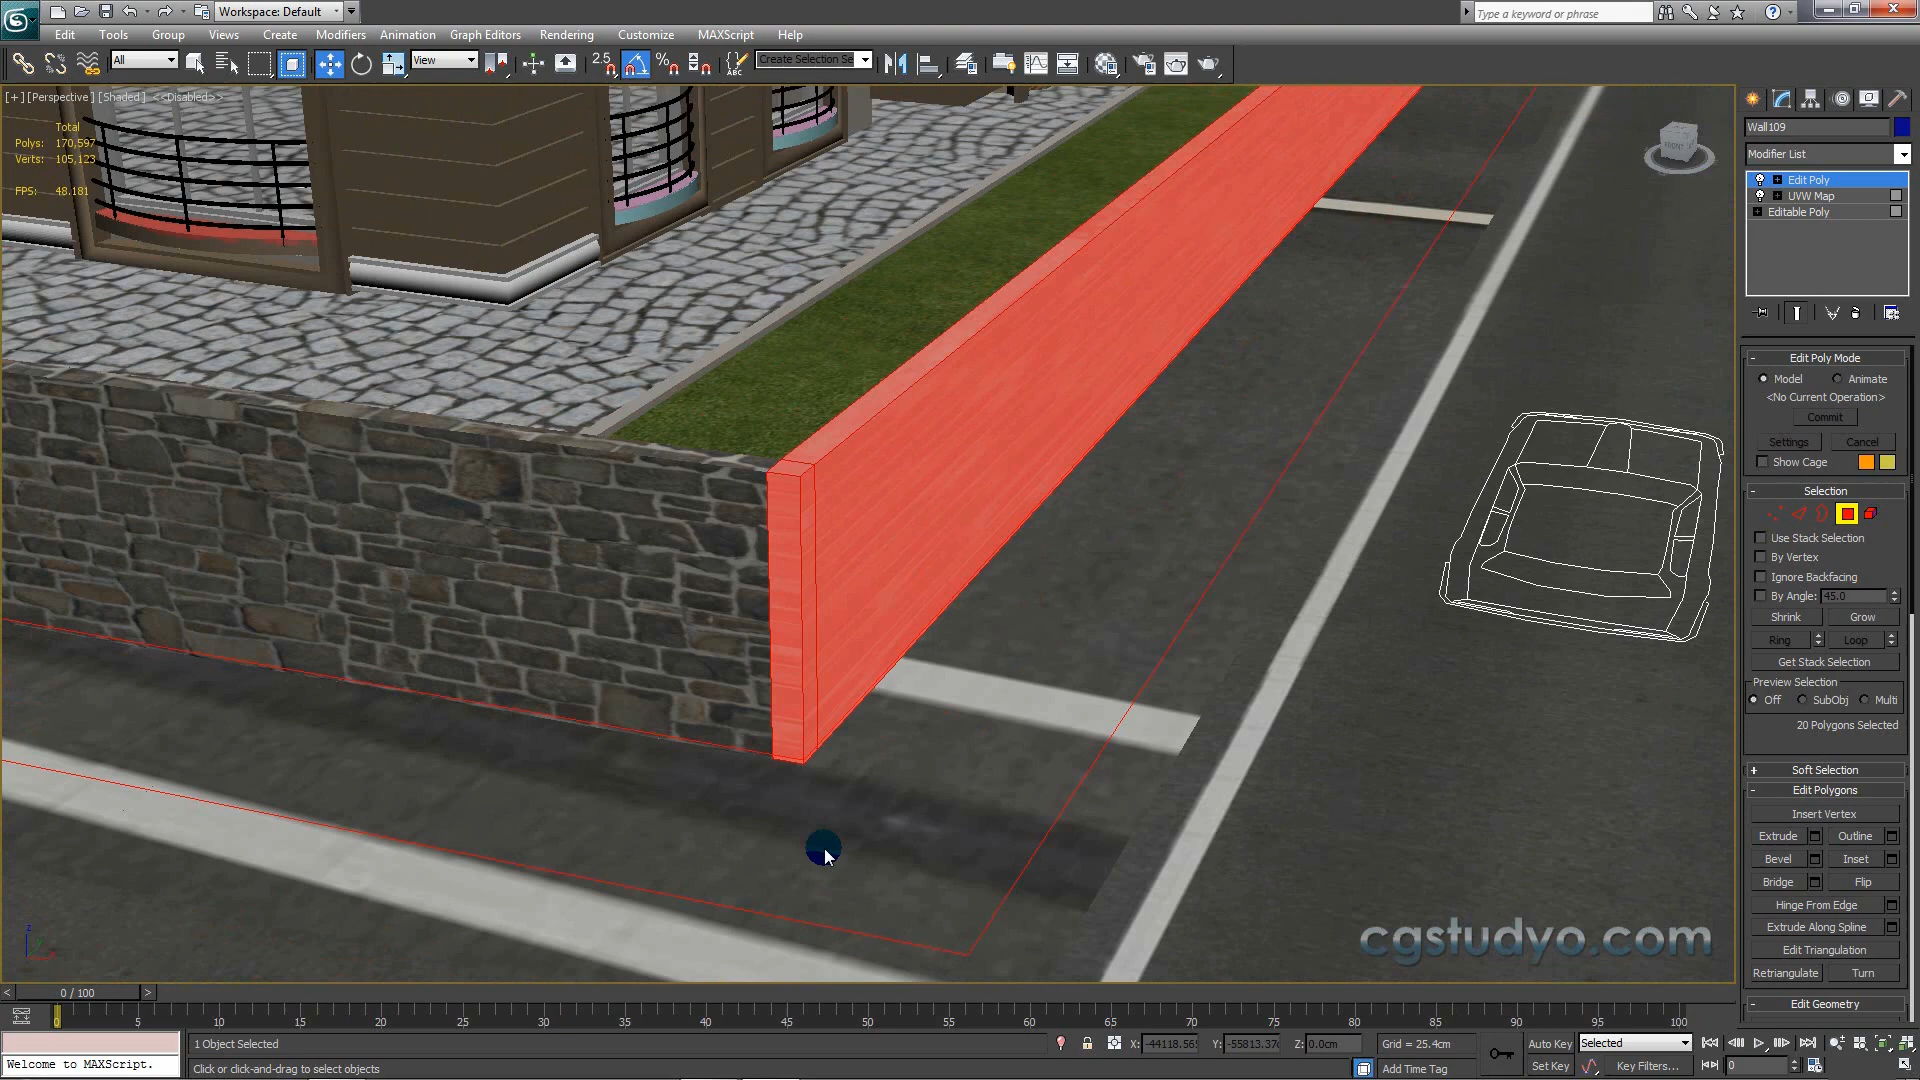 Workspace: Default
Type a keyword or phrase
Edit Tools Group Views Create Modifiers Animation Graph Editors Rendering Customize MAXScript Help
All View 2.5 Create Selection Se
[+] [Perspective] [Shaded] <<Disabled>>
Total
Polys: 170,597
Verts: 105,123
FPS: 48.181
FRONT
Wall109
Modifier List
Edit Poly
UVW Map
Editable Poly
Edit Poly Mode
Model Animate
<No Current Operation>
Commit
Settings Cancel
Show Cage
Selection
Use Stack Selection
By Vertex
Ignore Backfacing
By Angle: 45.0
Shrink Grow
Ring Loop
Get Stack Selection
Preview Selection
Off SubObj Multi
20 Polygons Selected
Soft Selection
Edit Polygons
Insert Vertex
Extrude Outline
Bevel Inset
Bridge Flip
Hinge From Edge
Extrude Along Spline
Edit Triangulation
Retriangulate Turn
Edit Geometry
cgstudyo.com
z
< 0 / 100 >
0 5 10 15 20 25 30 35 40 45 50 55 60 65 70 75 80 85 90 95 100
1 Object Selected X: -44118.56 Y: -55813.37 Z: 0.0cm Grid = 25.4cm Auto Key Selected
Welcome to MAXScript. Click or click-and-drag to select objects Add Time Tag Set Key Key Filters... 0